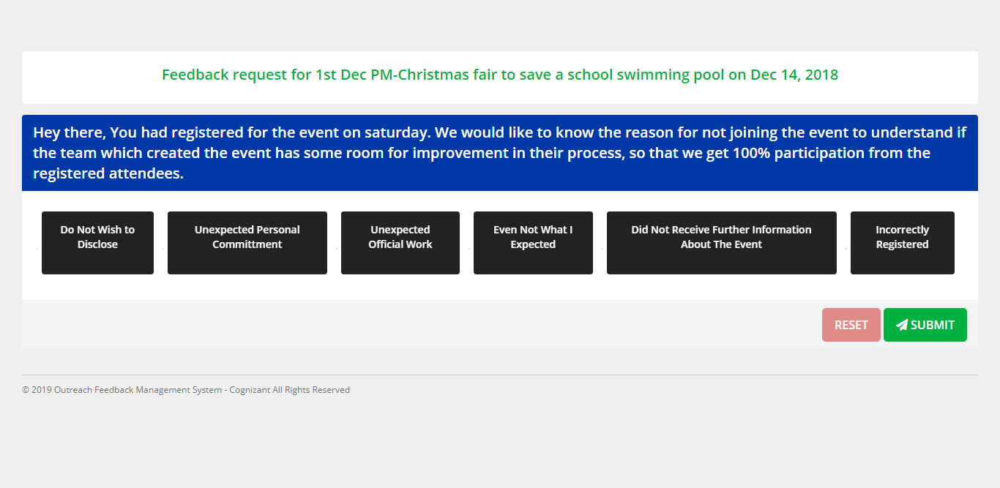 Feedback request for 1st Dec PM-Christmas fair to save a school swimming pool on Dec 14, 2018
Hey there, You had registered for the event on saturday. We would like to know the reason for not joining the event to understand if
the team which created the event has some room for improvement in their process, so that we get 100% participation from the
registered attendees.
Do Not Wish to
Disclose
Unexpected Personal
Committment
Unexpected
Official Work
Even Not What I
Expected
Did Not Receive Further Information
About The Event
Incorrectly
Registered
RESET
SUBMIT
© 2019 Outreach Feedback Management System - Cognizant All Rights Reserved